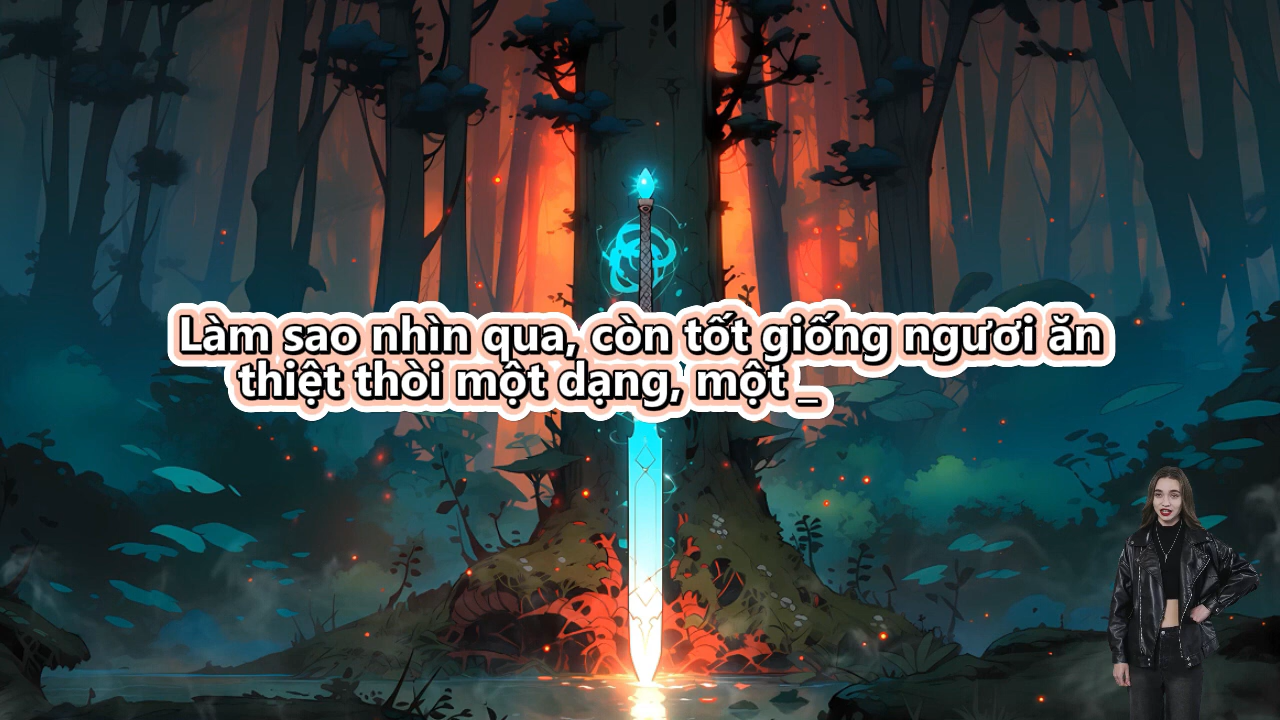 Làm sao nhìn qua, còn tốt giống ngươi ăn
thiệt thòi một dạng, một _